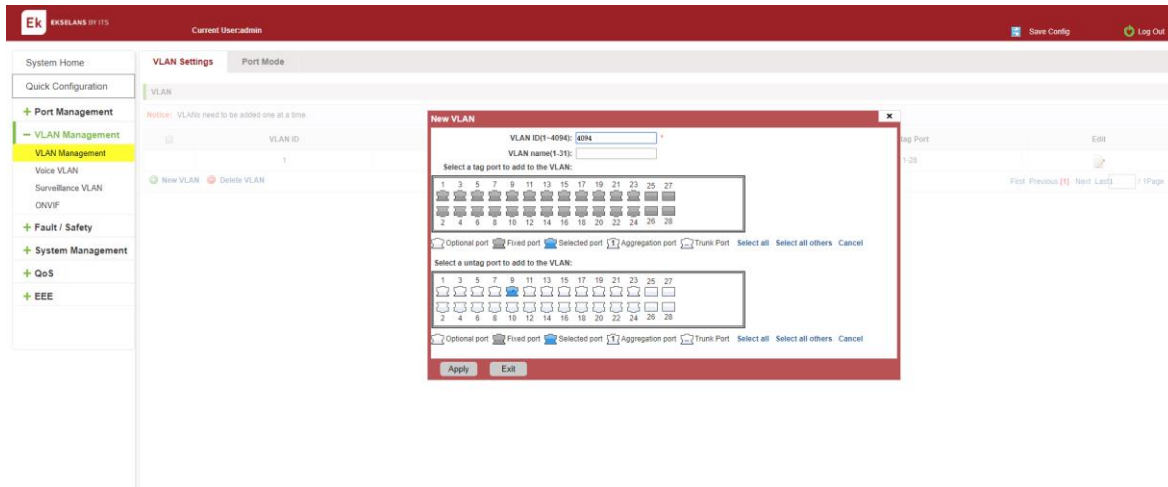 Ek EKSELANS BY ITS
Current User:admin
Save Config
Log Out
System Home
Quick Configuration
+ Port Management
− VLAN Management
VLAN Management
Voice VLAN
Surveillance VLAN
ONVIF
+ Fault / Safety
+ System Management
+ QoS
+ EEE
VLAN Settings Port Mode
VLAN
Notice: VLANs need to be added one at a time.
VLAN ID tag Port Edit
1 1-28
New VLAN Delete VLAN First Previous [1] Next Last 1 / 1Page
New VLAN x
VLAN ID(1~4094): 4094 *
VLAN name(1-31):
Select a tag port to add to the VLAN:
1 3 5 7 9 11 13 15 17 19 21 23 25 27
2 4 6 8 10 12 14 16 18 20 22 24 26 28
Optional port Fixed port Selected port 1 Aggregation port Trunk Port Select all Select all others Cancel
Select a untag port to add to the VLAN:
1 3 5 7 9 11 13 15 17 19 21 23 25 27
2 4 6 8 10 12 14 16 18 20 22 24 26 28
Optional port Fixed port Selected port 1 Aggregation port Trunk Port Select all Select all others Cancel
Apply Exit